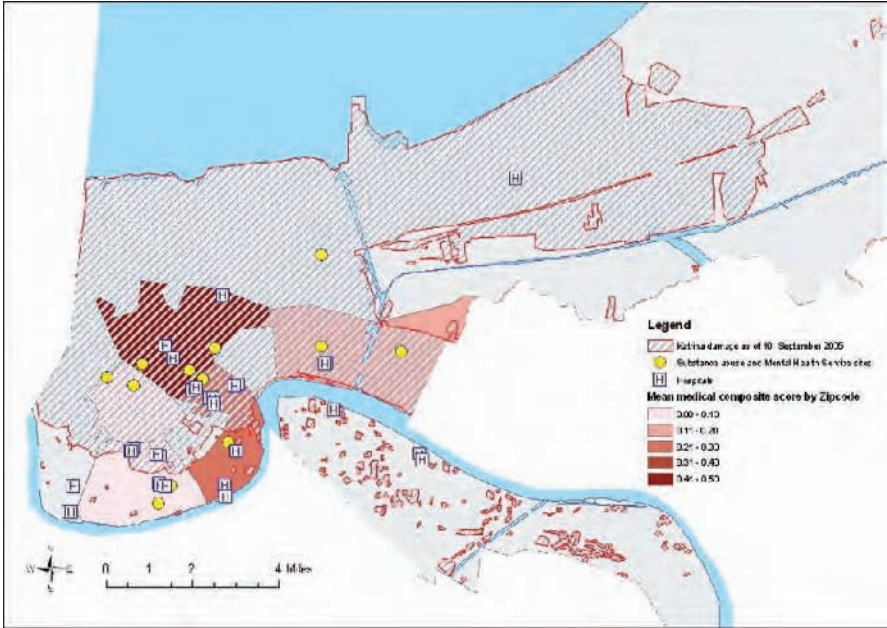 Legend
Katrina damage as of 10 September 2005
Substance abuse and Mental Health Service sites
Hospitals
Mean medical composite score by Zipcode
0.00 - 0.10
0.11 - 0.20
0.21 - 0.30
0.31 - 0.40
0.41 - 0.50
H
W
E
S
0 1 2 4 Miles